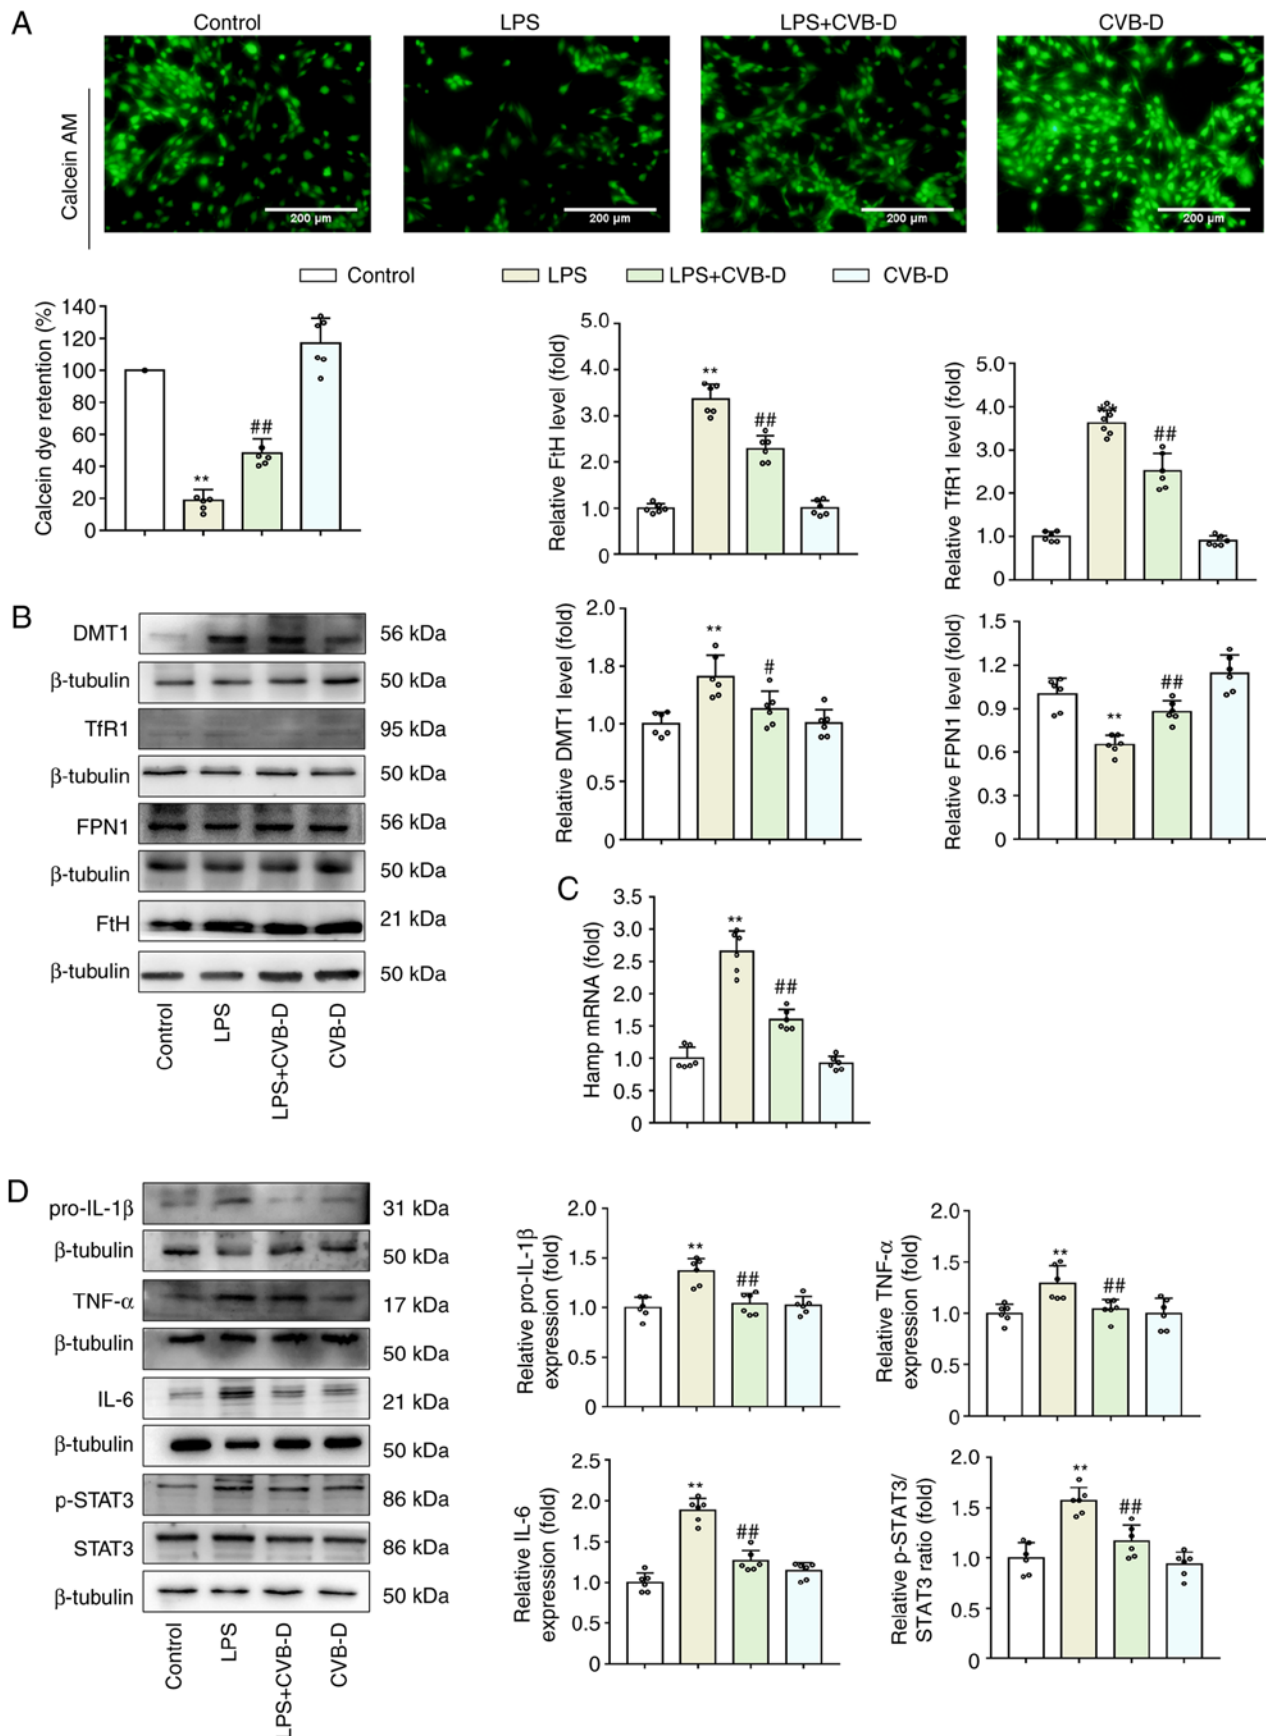 A
Control
LPS
LPS+CVB-D
CVB-D
Calcein AM
200 µm
200 µm
200 µm
200 µm
Control
LPS
LPS+CVB-D
CVB-D
Calcein dye retention (%)
140
120
100
80
60
40
20
0
**
##
Relative FtH level (fold)
5.0
4.0
3.0
2.0
1.0
0
**
##
Relative TfR1 level (fold)
5.0
4.0
3.0
2.0
1.0
0
**
##
B
DMT1
56 kDa
β-tubulin
50 kDa
TfR1
95 kDa
β-tubulin
50 kDa
FPN1
56 kDa
β-tubulin
50 kDa
FtH
21 kDa
β-tubulin
50 kDa
Control
LPS
LPS+CVB-D
CVB-D
Relative DMT1 level (fold)
2.0
1.8
1.0
0.5
0
**
#
Relative FPN1 level (fold)
1.5
1.2
0.9
0.6
0.3
0
**
##
C
Hamp mRNA (fold)
3.5
3.0
2.5
2.0
1.5
1.0
0.5
0
**
##
D
pro-IL-1β
31 kDa
β-tubulin
50 kDa
TNF-α
17 kDa
β-tubulin
50 kDa
IL-6
21 kDa
β-tubulin
50 kDa
p-STAT3
86 kDa
STAT3
86 kDa
β-tubulin
50 kDa
Control
LPS
LPS+CVB-D
CVB-D
Relative pro-IL-1β
expression (fold)
2.0
1.5
1.0
0.5
0
**
##
Relative TNF-α
expression (fold)
2.0
1.5
1.0
0.5
0
**
##
Relative IL-6
expression (fold)
2.5
2.0
1.5
1.0
0.5
0
**
##
Relative p-STAT3/
STAT3 ratio (fold)
2.0
1.5
1.0
0.5
0
**
##